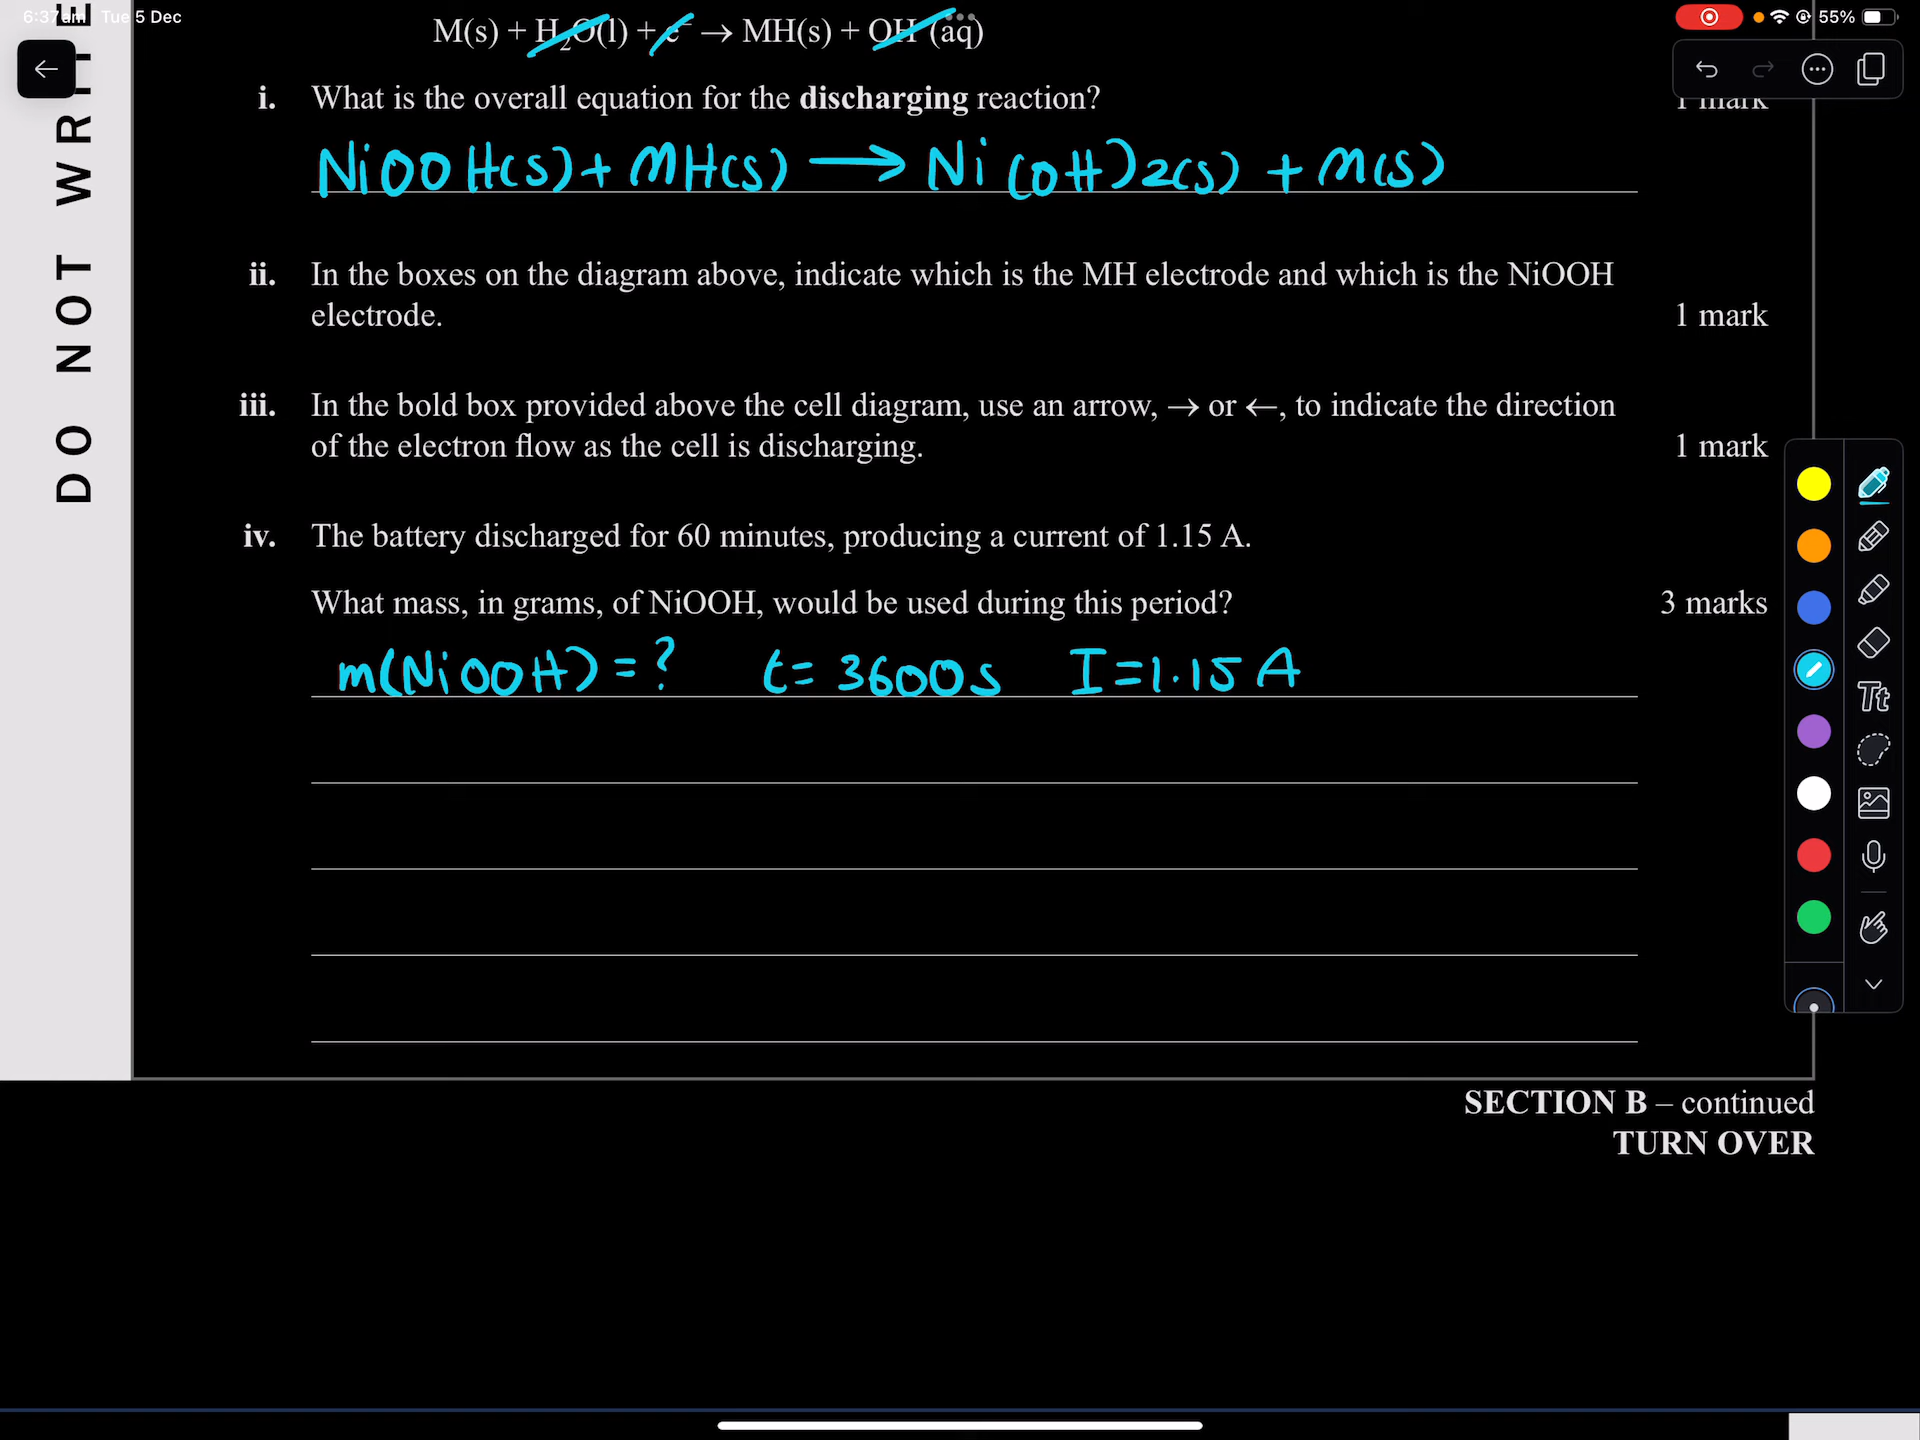 6:37am Tue 5 Dec
55%
DO NOT WRITE
M(s) + H₂O(l) + e⁻ → MH(s) + OH⁻(aq)
i. What is the overall equation for the discharging reaction? 1 mark
NiOOH(s) + MH(s) → Ni(OH)2(s) + M(s)
ii. In the boxes on the diagram above, indicate which is the MH electrode and which is the NiOOH
electrode. 1 mark
iii. In the bold box provided above the cell diagram, use an arrow, → or ←, to indicate the direction
of the electron flow as the cell is discharging. 1 mark
iv. The battery discharged for 60 minutes, producing a current of 1.15 A.
What mass, in grams, of NiOOH, would be used during this period? 3 marks
m(NiOOH) = ? t = 3600s I = 1.15 A
Tt
SECTION B – continued
TURN OVER